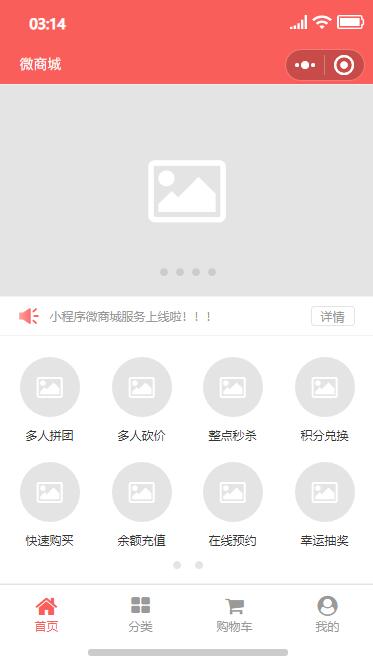 03:14
微商城
小程序微商城服务上线啦！！！ 详情
多人拼团 多人砍价 整点秒杀 积分兑换
快速购买 余额充值 在线预约 幸运抽奖
首页 分类 购物车 我的